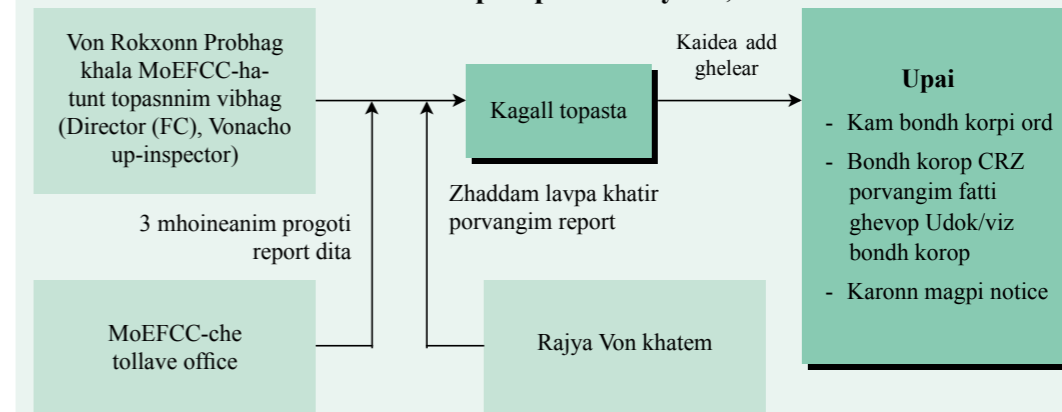 Von Rokxonn Probhag
khala MoEFCC-ha-
tunt topasnnim vibhag
(Director (FC), Vonacho
up-inspector)
Kagall topasta
Kaidea add
ghelear
Upai
- Kam bondh korpi ord
- Bondh korop CRZ
porvangim fatti
ghevop Udok/viz
bondh korop
- Karonn magpi notice
3 mhoineanim progoti
report dita
Zhaddam lavpa khatir
porvangim report
MoEFCC-che
tollave office
Rajya Von khatem